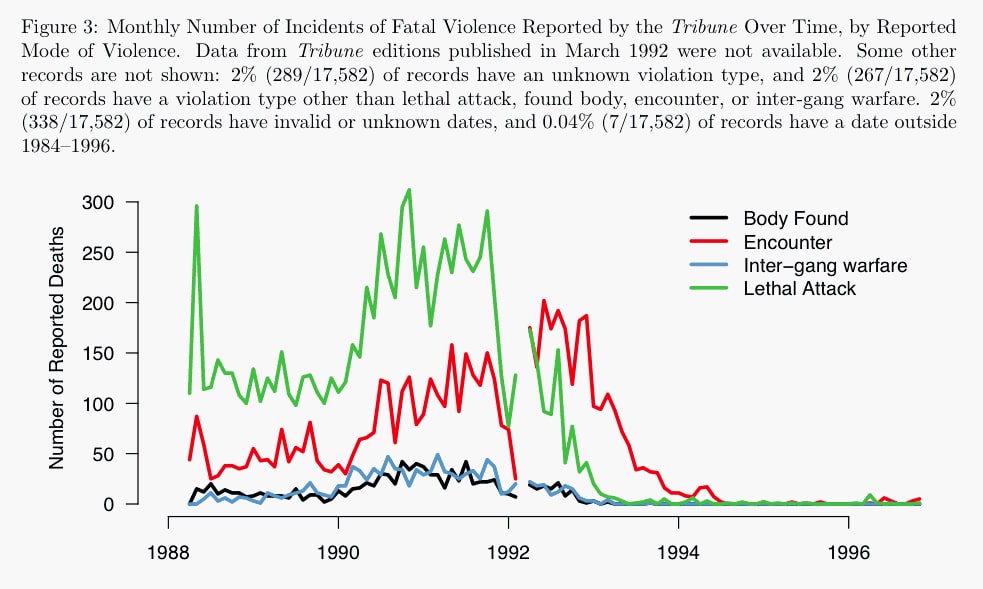 Figure 3: Monthly Number of Incidents of Fatal Violence Reported by the Tribune Over Time, by Reported
Mode of Violence. Data from Tribune editions published in March 1992 were not available. Some other
records are not shown: 2% (289/17,582) of records have an unknown violation type, and 2% (267/17,582)
of records have a violation type other than lethal attack, found body, encounter, or inter-gang warfare. 2%
(338/17,582) of records have invalid or unknown dates, and 0.04% (7/17,582) of records have a date outside
1984–1996.
Number of Reported Deaths
300
250
200
150
100
50
0
Body Found
Encounter
Inter−gang warfare
Lethal Attack
1988 1990 1992 1994 1996